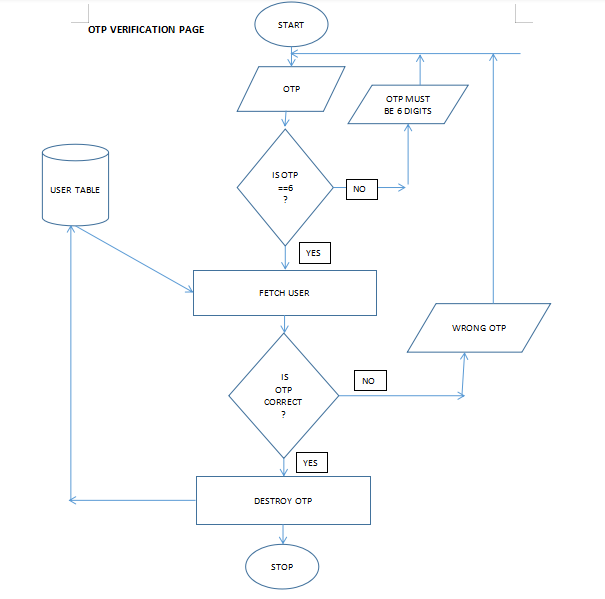 OTP VERIFICATION PAGE
START
OTP
OTP MUST
BE 6 DIGITS
IS OTP
==6
?
NO
USER TABLE
YES
FETCH USER
WRONG OTP
IS
OTP
CORRECT
?
NO
YES
DESTROY OTP
STOP